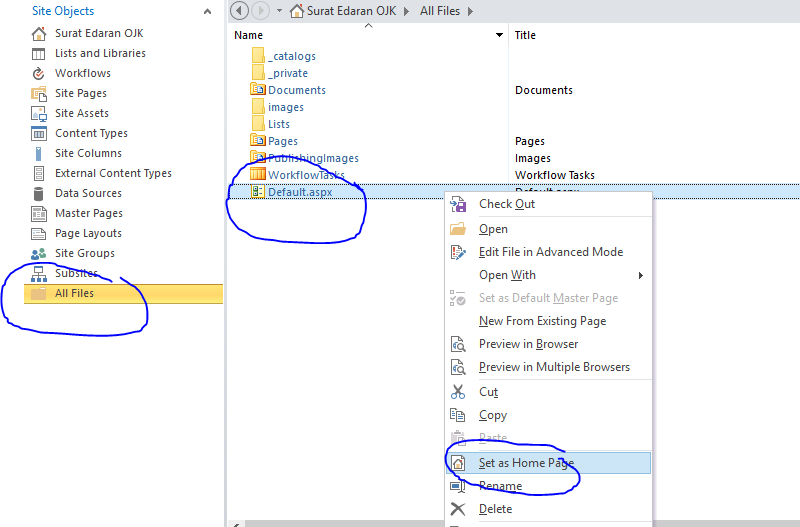 Site Objects
Surat Edaran OJK
Lists and Libraries
Workflows
Site Pages
Site Assets
Content Types
Site Columns
External Content Types
Data Sources
Master Pages
Page Layouts
Site Groups
Subsites
All Files
Surat Edaran OJK All Files
Name Title
_catalogs
_private
Documents Documents
images
Lists
Pages Pages
PublishingImages Images
WorkflowTasks Workflow Tasks
Default.aspx Default.aspx
Check Out
Open
Edit File in Advanced Mode
Open With
Set as Default Master Page
New From Existing Page
Preview in Browser
Preview in Multiple Browsers
Cut
Copy
Paste
Set as Home Page
Rename
Delete